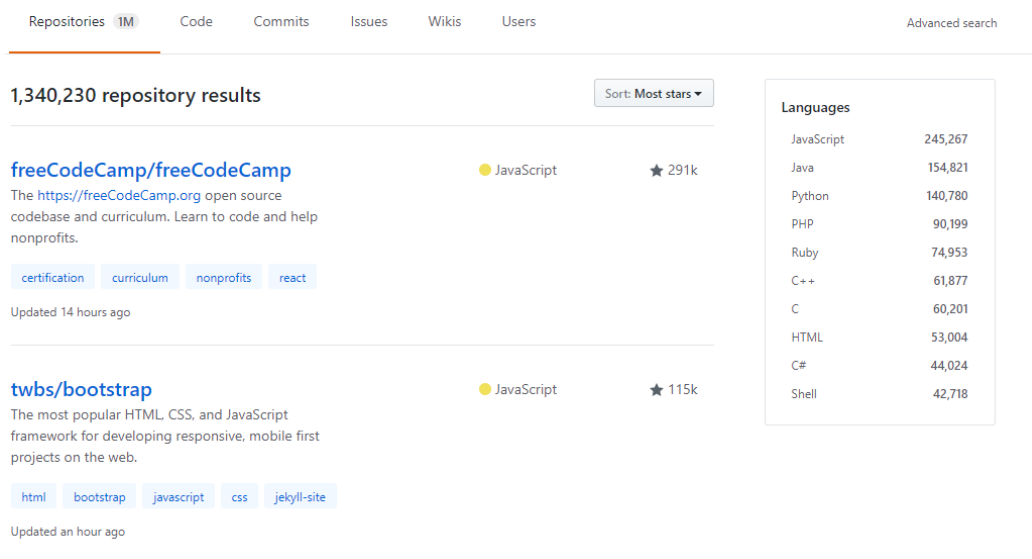 Repositories 1M Code Commits Issues Wikis Users Advanced search
1,340,230 repository results
Sort: Most stars
freeCodeCamp/freeCodeCamp
JavaScript
291k
The https://freeCodeCamp.org open source
codebase and curriculum. Learn to code and help
nonprofits.
certification curriculum nonprofits react
Updated 14 hours ago
twbs/bootstrap
JavaScript
115k
The most popular HTML, CSS, and JavaScript
framework for developing responsive, mobile first
projects on the web.
html bootstrap javascript css jekyll-site
Updated an hour ago
Languages
JavaScript 245,267
Java 154,821
Python 140,780
PHP 90,199
Ruby 74,953
C++ 61,877
C 60,201
HTML 53,004
C# 44,024
Shell 42,718